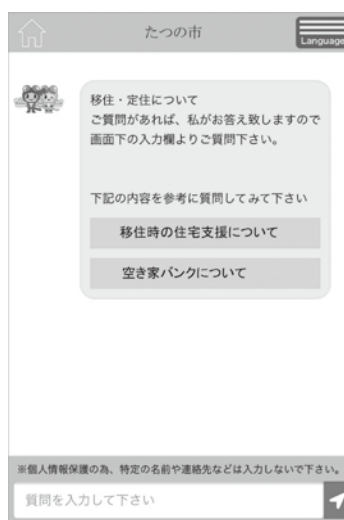 たつの市
Language
移住・定住について
ご質問があれば、私がお答え致しますので
画面下の入力欄よりご質問下さい。
下記の内容を参考に質問してみて下さい
移住時の住宅支援について
空き家バンクについて
※個人情報保護の為、特定の名前や連絡先などは入力しないで下さい。
質問を入力して下さい